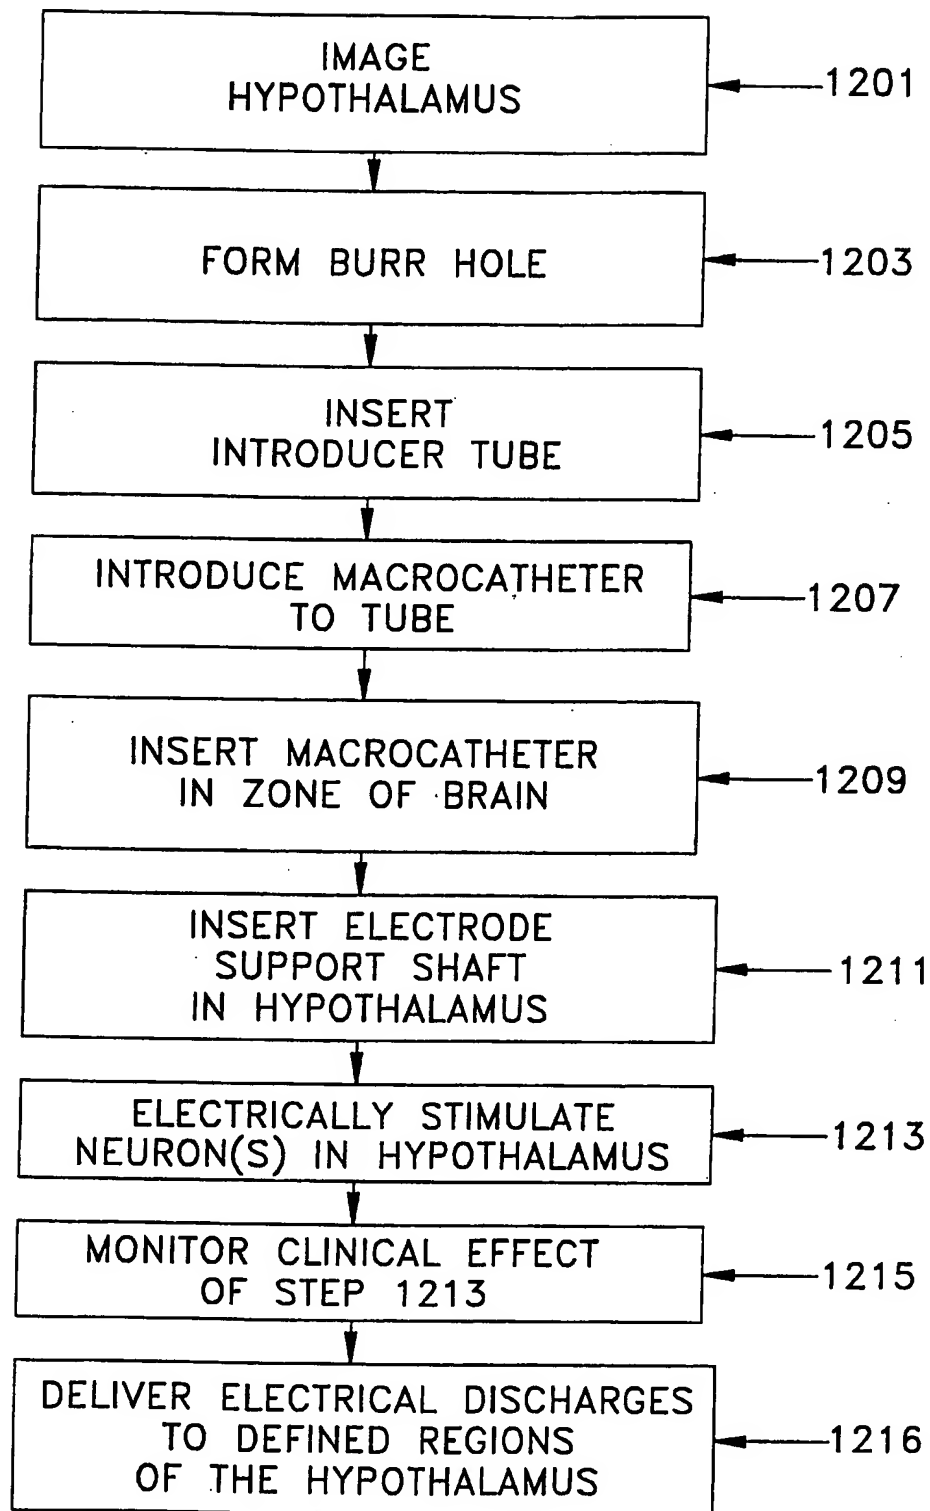 IMAGE
HYPOTHALAMUS
1201
FORM BURR HOLE
1203
INSERT
INTRODUCER TUBE
1205
INTRODUCE MACROCATHETER
TO TUBE
1207
INSERT MACROCATHETER
IN ZONE OF BRAIN
1209
INSERT ELECTRODE
SUPPORT SHAFT
IN HYPOTHALAMUS
1211
ELECTRICALLY STIMULATE
NEURON(S) IN HYPOTHALAMUS
1213
MONITOR CLINICAL EFFECT
OF STEP 1213
1215
DELIVER ELECTRICAL DISCHARGES
TO DEFINED REGIONS
OF THE HYPOTHALAMUS
1216